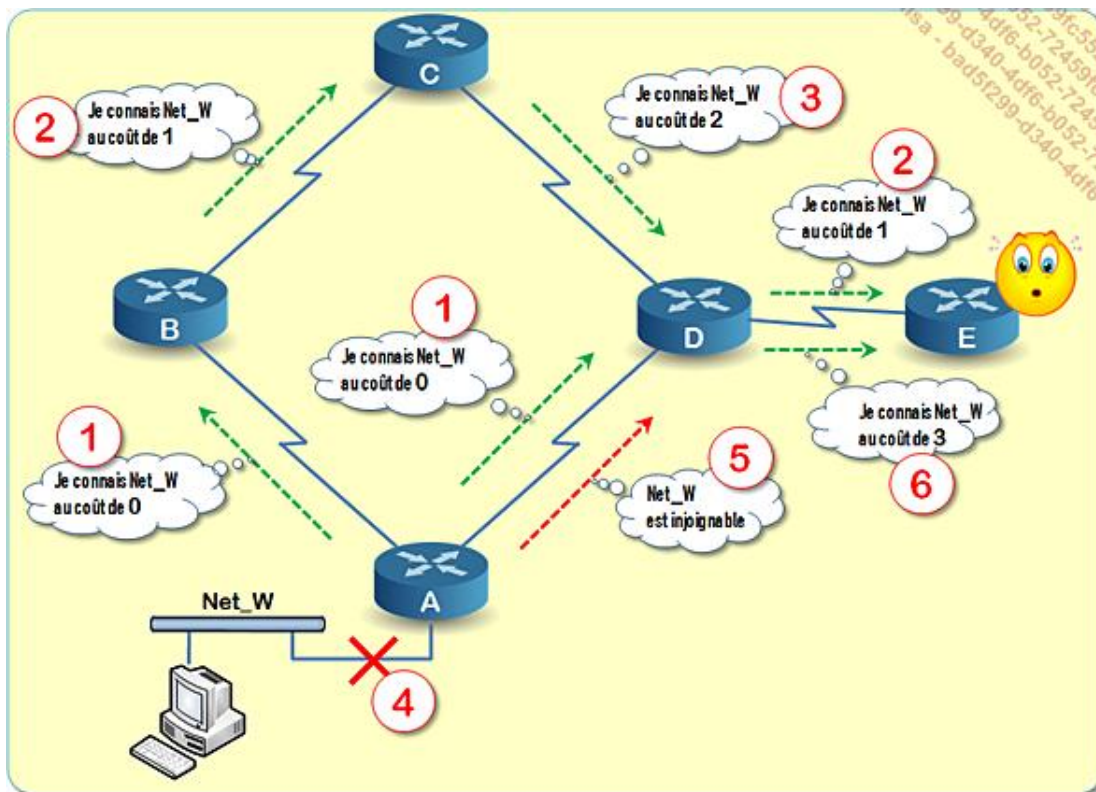 C
2
Je connais Net_W
au coût de 1
Je connais Net_W
au coût de 2
3
2
Je connais Net_W
au coût de 1
B
1
Je connais Net_W
au coût de 0
D
E
1
Je connais Net_W
au coût de 0
5
Net_W
est injoignable
Je connais Net_W
au coût de 3
6
A
Net_W
4